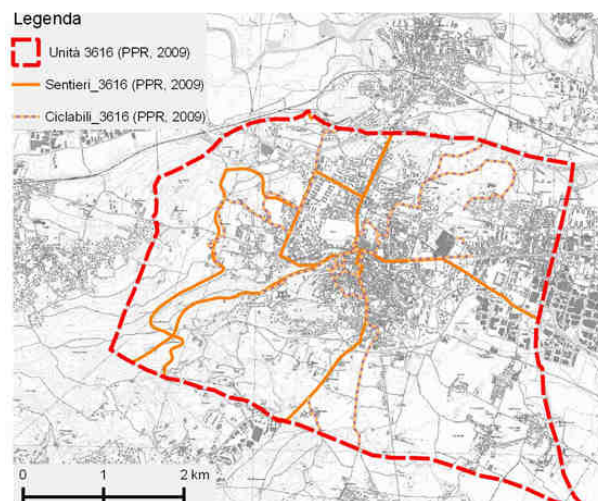 Legenda
Unità 3616 (PPR, 2009)
Sentieri_3616 (PPR, 2009)
Ciclabili_3616 (PPR, 2009)
0 1 2 km